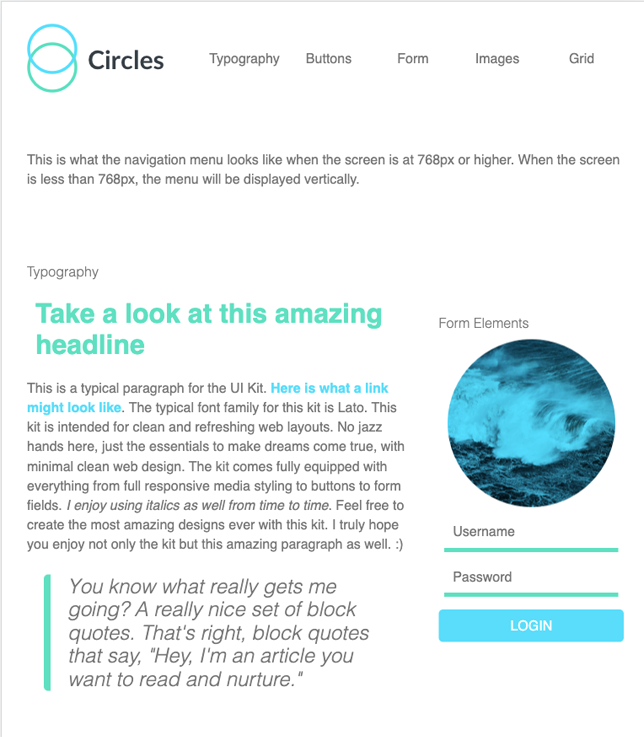 Circles
Typography Buttons Form Images Grid
This is what the navigation menu looks like when the screen is at 768px or higher. When the screen
is less than 768px, the menu will be displayed vertically.
Typography
Take a look at this amazing
headline
This is a typical paragraph for the UI Kit. Here is what a link
might look like. The typical font family for this kit is Lato. This
kit is intended for clean and refreshing web layouts. No jazz
hands here, just the essentials to make dreams come true, with
minimal clean web design. The kit comes fully equipped with
everything from full responsive media styling to buttons to form
fields. I enjoy using italics as well from time to time. Feel free to
create the most amazing designs ever with this kit. I truly hope
you enjoy not only the kit but this amazing paragraph as well. :)
You know what really gets me
going? A really nice set of block
quotes. That's right, block quotes
that say, "Hey, I'm an article you
want to read and nurture."
Form Elements
Username
Password
LOGIN